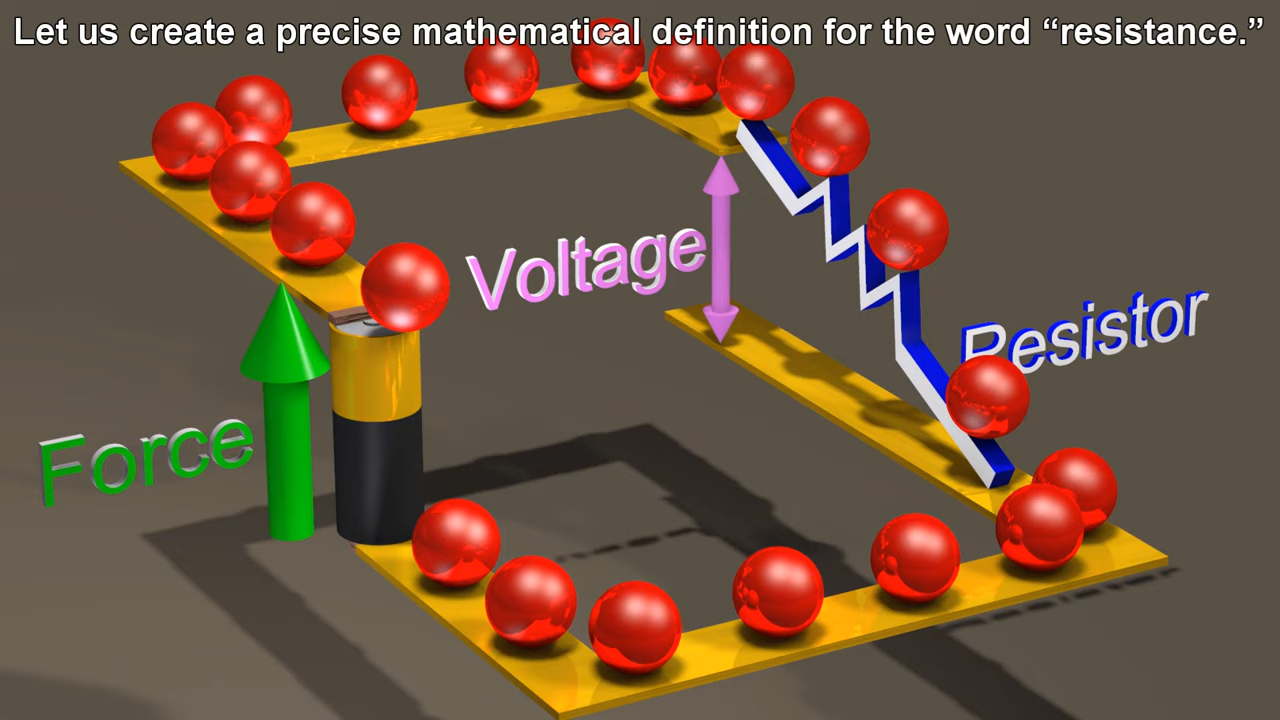 Let us create a precise mathematical definition for the word “resistance.”
Voltage
Resistor
Force